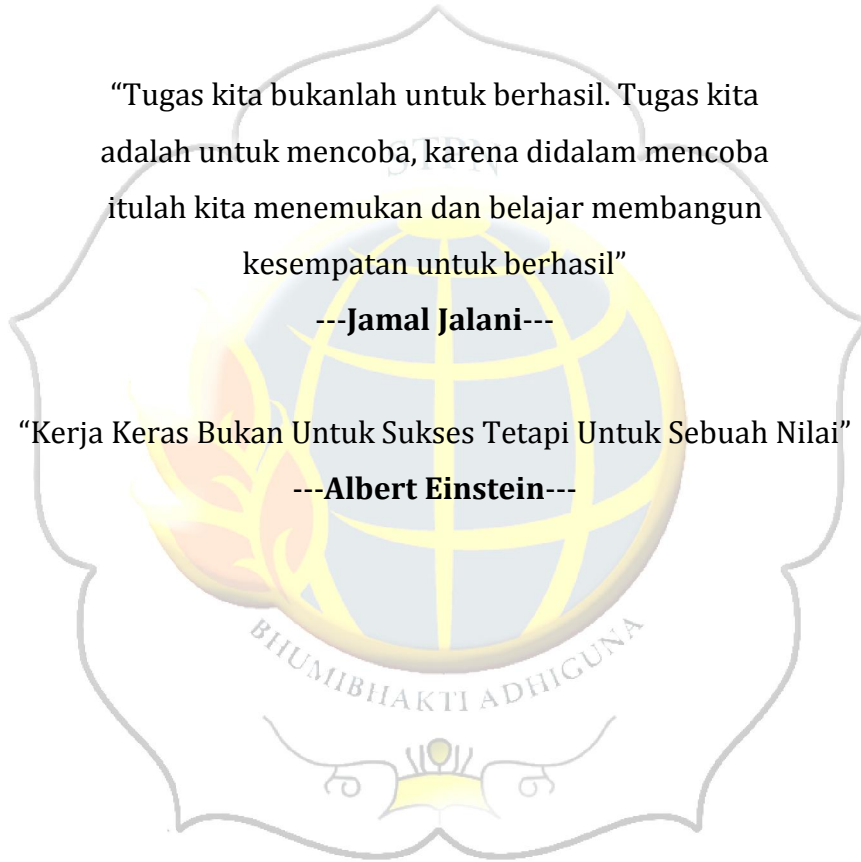 “Tugas kita bukanlah untuk berhasil. Tugas kita
STPN
adalah untuk mencoba, karena didalam mencoba
itulah kita menemukan dan belajar membangun
kesempatan untuk berhasil”
---Jamal Jalani---
“Kerja Keras Bukan Untuk Sukses Tetapi Untuk Sebuah Nilai”
---Albert Einstein---
BHUMIBHAKTI ADHIGUNA